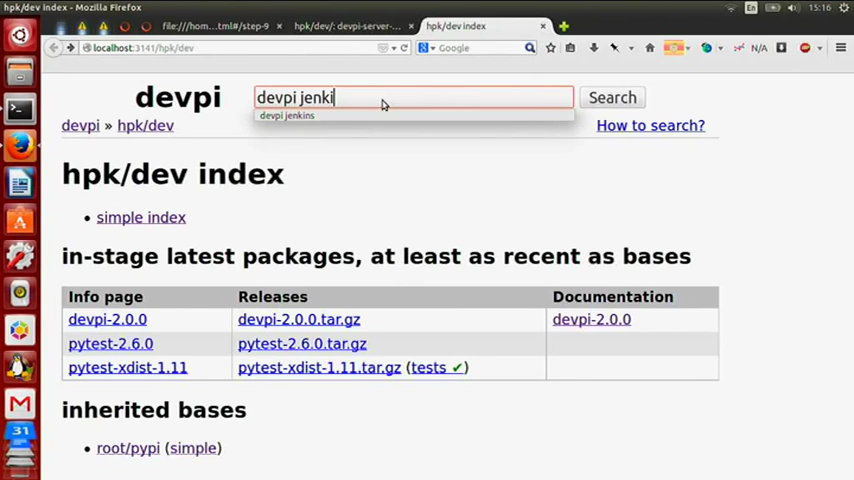 hpk/dev index - Mozilla Firefox
En
15:16
file:///hom...tml#/step-9
hpk/dev/: devpi-server-...
hpk/dev index
localhost:3141/hpk/dev
Google
N/A
devpi
devpi jenki
Search
devpi jenkins
devpi » hpk/dev
How to search?
hpk/dev index
simple index
in-stage latest packages, at least as recent as bases
Info page Releases Documentation
devpi-2.0.0 devpi-2.0.0.tar.gz devpi-2.0.0
pytest-2.6.0 pytest-2.6.0.tar.gz
pytest-xdist-1.11 pytest-xdist-1.11.tar.gz (tests ✔)
inherited bases
root/pypi (simple)
31